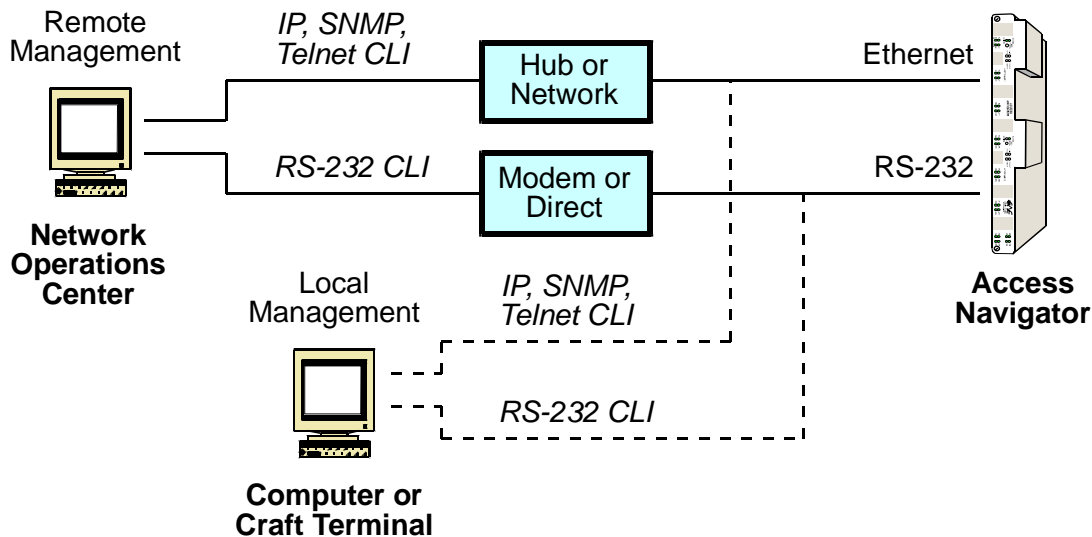 Remote
Management
IP, SNMP,
Telnet CLI
Hub or
Network
Ethernet
RS-232 CLI
Modem or
Direct
RS-232
Network
Operations
Center
Local
Management
IP, SNMP,
Telnet CLI
Access
Navigator
RS-232 CLI
Computer or
Craft Terminal